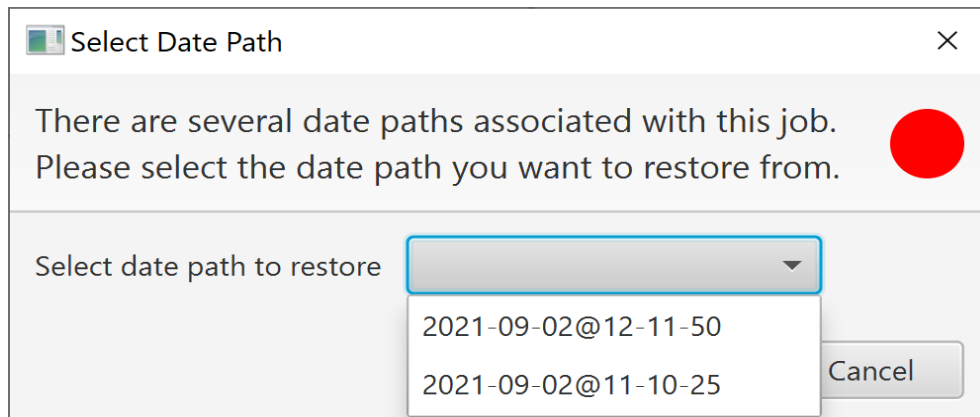 Select Date Path
There are several date paths associated with this job.
Please select the date path you want to restore from.
Select date path to restore
2021-09-02@12-11-50
2021-09-02@11-10-25
Cancel